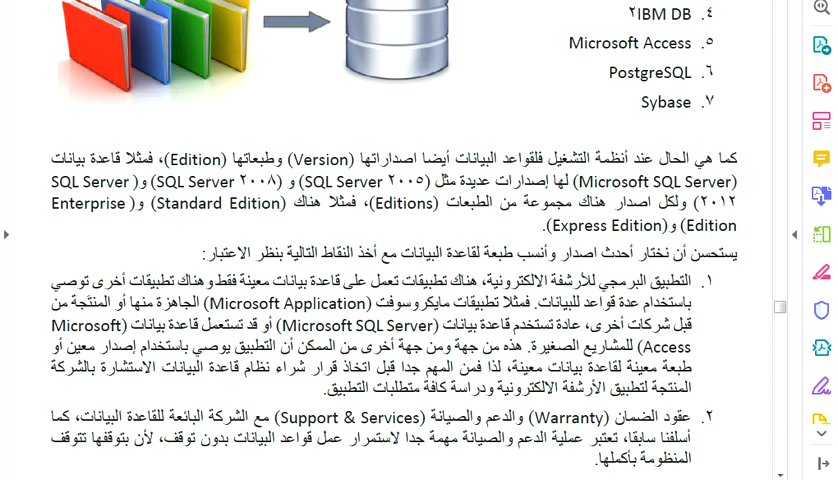 ٤. IBM DB٢
٥. Microsoft Access
٦. PostgreSQL
٧. Sybase
كما هي الحال عند أنظمة التشغيل فلقواعد البيانات أيضا اصداراتها (Version) وطبعاتها (Edition)، فمثلا قاعدة بيانات
(Microsoft SQL Server) لها إصدارات عديدة مثل (SQL Server ٢٠٠٥) و (SQL Server ٢٠٠٨) و(SQL Server
٢٠١٢) ولكل اصدار هناك مجموعة من الطبعات (Editions)، فمثلا هناك (Standard Edition) و(Enterprise
Edition) و(Express Edition).
يستحسن أن نختار أحدث اصدار وأنسب طبعة لقاعدة البيانات مع أخذ النقاط التالية بنظر الاعتبار:
١. التطبيق البرمجي للأرشفة الالكترونية، هناك تطبيقات تعمل على قاعدة بيانات معينة فقط وهناك تطبيقات أخرى توصي
باستخدام عدة قواعد للبيانات. فمثلا تطبيقات مايكروسوفت (Microsoft Application) الجاهزة منها أو المنتَجة من
قبل شركات أخرى، عادة تستخدم قاعدة بيانات (Microsoft SQL Server) أو قد تستعمل قاعدة بيانات (Microsoft
Access) للمشاريع الصغيرة. هذه من جهة ومن جهة أخرى من الممكن أن التطبيق يوصي باستخدام إصدار معين أو
طبعة معينة لقاعدة بيانات معينة، لذا فمن المهم جدا قبل اتخاذ قرار شراء نظام قاعدة البيانات الاستشارة بالشركة
المنتجة لتطبيق الأرشفة الالكترونية ودراسة كافة متطلبات التطبيق.
٢. عقود الضمان (Warranty) والدعم والصيانة (Support & Services) مع الشركة البائعة للقاعدة البيانات، كما
أسلفنا سابقا، تعتبر عملية الدعم والصيانة مهمة جدا لاستمرار عمل قواعد البيانات بدون توقف، لأن بتوقفها تتوقف
المنظومة بأكملها.